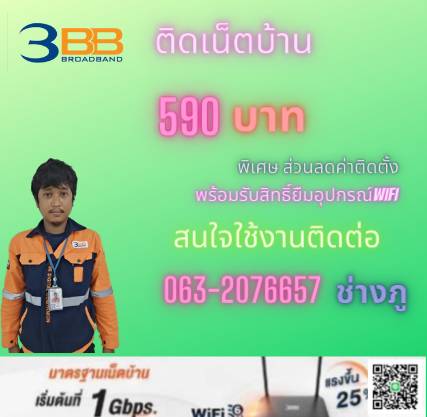 3BB
BROADBAND
ติดเน็ตบ้าน
590 บาท
พิเศษ ส่วนลดค่าติดตั้ง
พร้อมรับสิทธิ์ยืมอุปกรณ์WIFI
สนใจใช้งานติดต่อ
063-2076657 ช่างภู
มาตรฐานเน็ตบ้าน
เริ่มต้นที่ 1 Gbps.
WiFi 6
แรงขึ้น
25